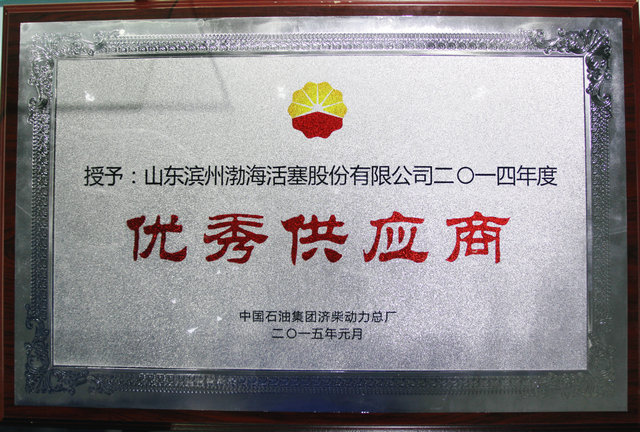 授予：山东滨州渤海活塞股份有限公司二〇一四年度
优秀供应商
中国石油集团济柴动力总厂
二〇一五年元月